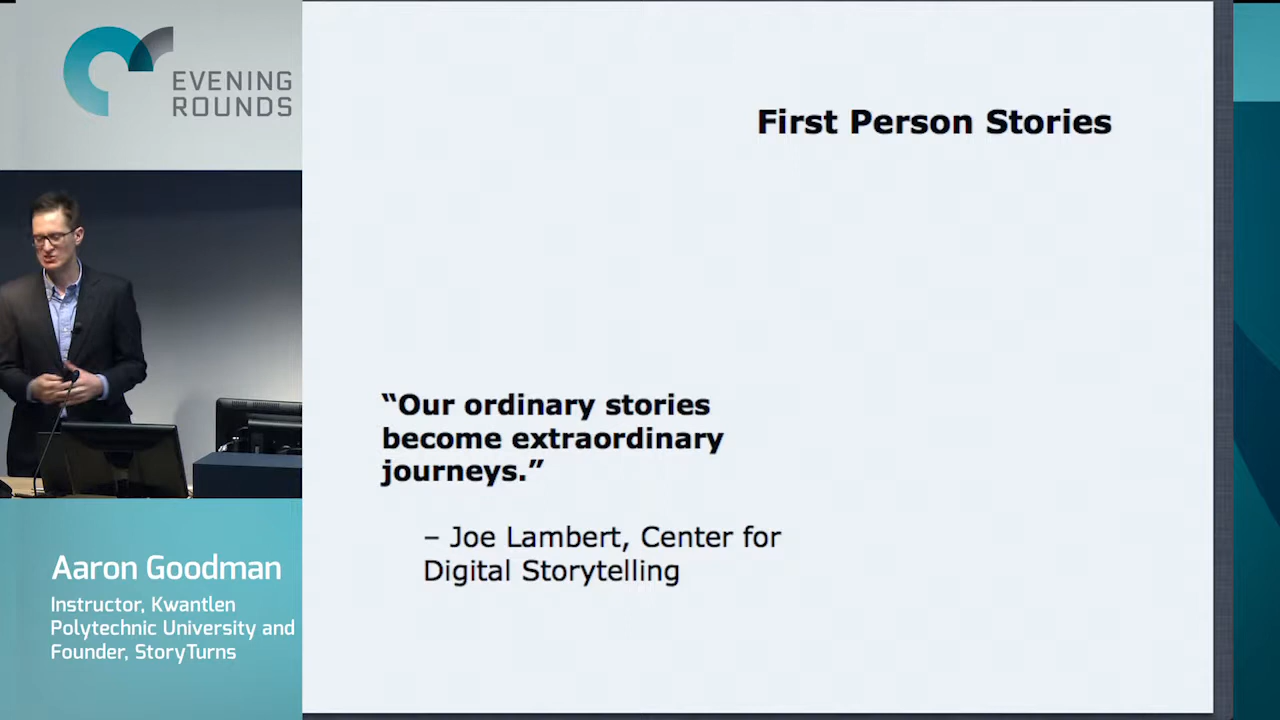 EVENING
ROUNDS
First Person Stories
“Our ordinary stories
become extraordinary
journeys.”
– Joe Lambert, Center for
Digital Storytelling
Aaron Goodman
Instructor, Kwantlen
Polytechnic University and
Founder, StoryTurns